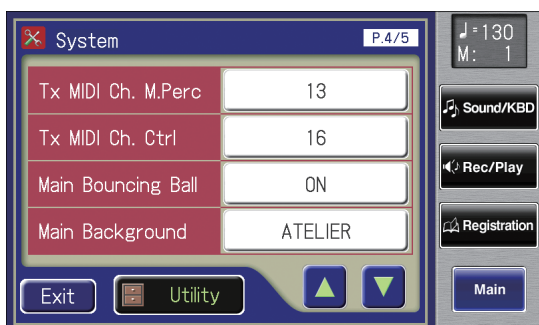 System P.4/5
Tx MIDI Ch. M.Perc 13
Tx MIDI Ch. Ctrl 16
Main Bouncing Ball ON
Main Background ATELIER
Exit Utility
♩=130
M: 1
Sound/KBD
Rec/Play
Registration
Main